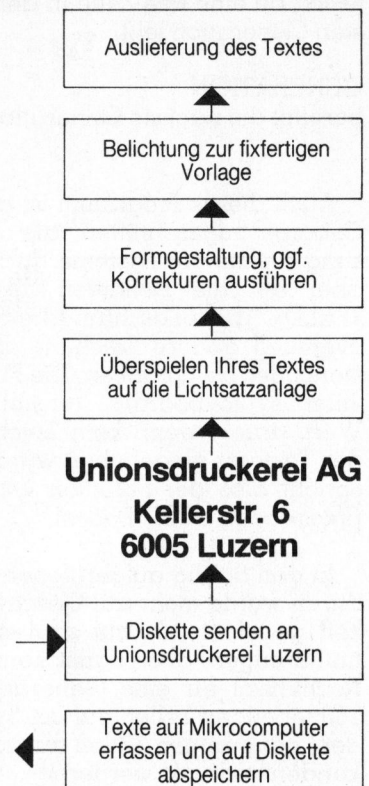 Auslieferung des Textes
Belichtung zur fixfertigen
Vorlage
Formgestaltung, ggf.
Korrekturen ausführen
Überspielen Ihres Textes
auf die Lichtsatzanlage
Unionsdruckerei AG
Kellerstr. 6
6005 Luzern
Diskette senden an
Unionsdruckerei Luzern
Texte auf Mikrocomputer
erfassen und auf Diskette
abspeichern